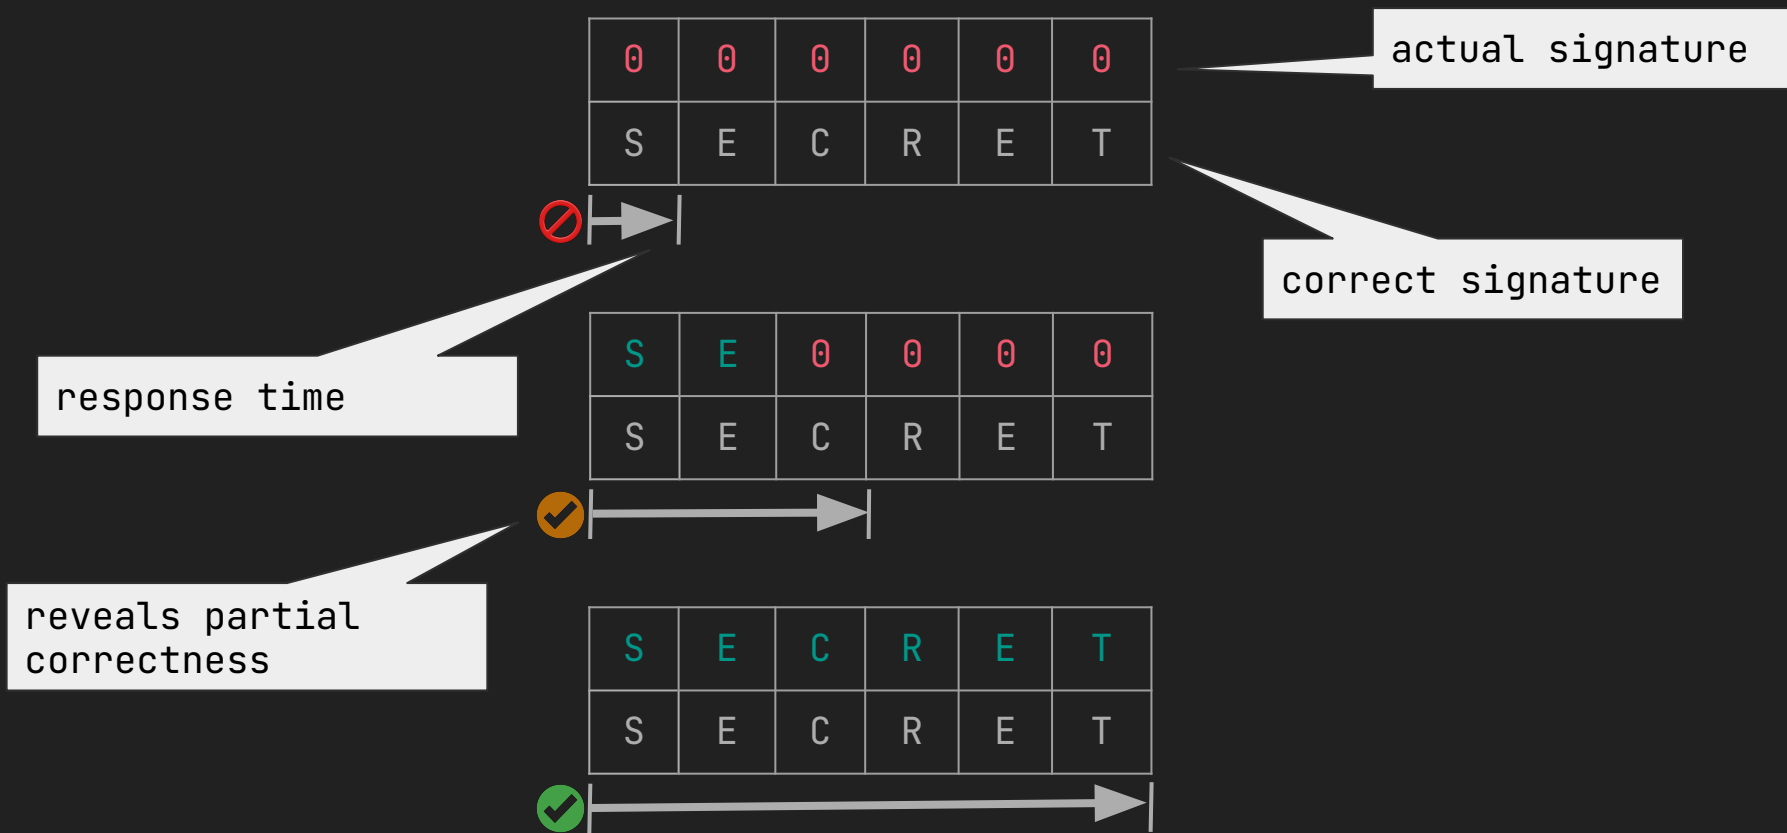 0 0 0 0 0 0
actual signature
S E C R E T
correct signature
response time
S E 0 0 0 0
S E C R E T
reveals partial
correctness
S E C R E T
S E C R E T